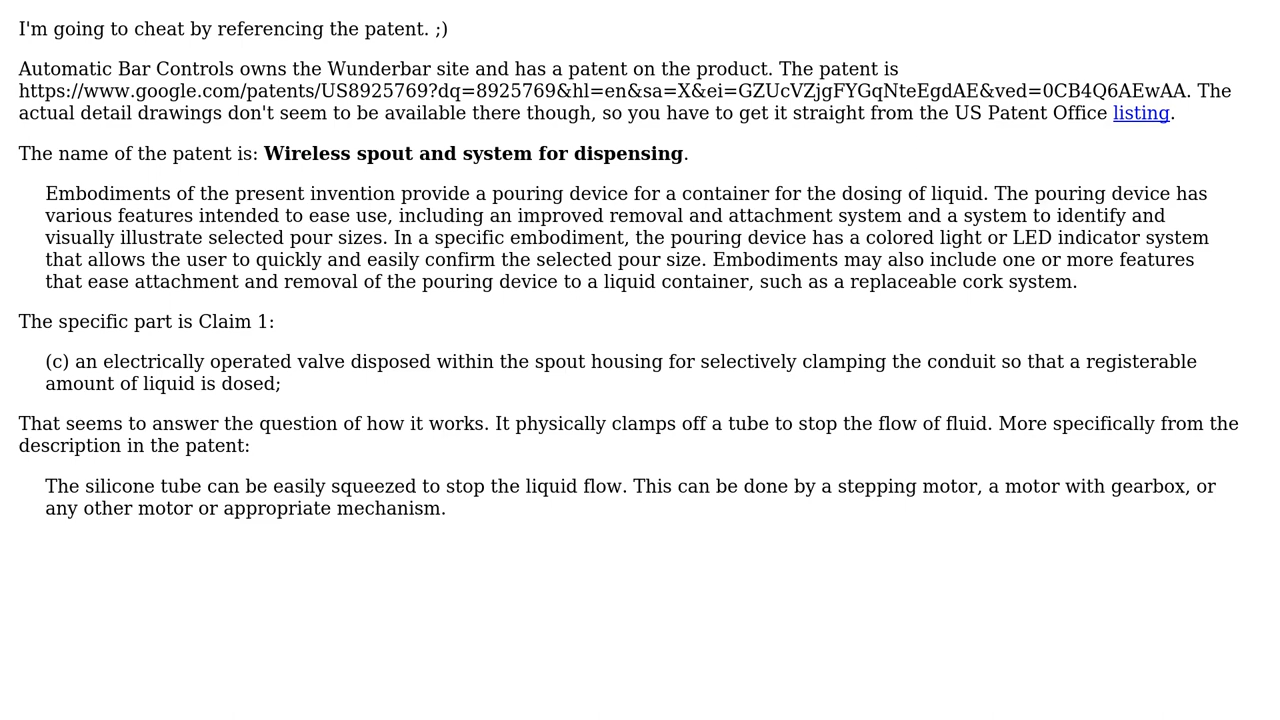 I'm going to cheat by referencing the patent. ;)
Automatic Bar Controls owns the Wunderbar site and has a patent on the product. The patent is
https://www.google.com/patents/US8925769?dq=8925769&hl=en&sa=X&ei=GZUcVZjgFYGqNteEgdAE&ved=0CB4Q6AEwAA. The
actual detail drawings don't seem to be available there though, so you have to get it straight from the US Patent Office listing.
The name of the patent is: Wireless spout and system for dispensing.
Embodiments of the present invention provide a pouring device for a container for the dosing of liquid. The pouring device has
various features intended to ease use, including an improved removal and attachment system and a system to identify and
visually illustrate selected pour sizes. In a specific embodiment, the pouring device has a colored light or LED indicator system
that allows the user to quickly and easily confirm the selected pour size. Embodiments may also include one or more features
that ease attachment and removal of the pouring device to a liquid container, such as a replaceable cork system.
The specific part is Claim 1:
(c) an electrically operated valve disposed within the spout housing for selectively clamping the conduit so that a registerable
amount of liquid is dosed;
That seems to answer the question of how it works. It physically clamps off a tube to stop the flow of fluid. More specifically from the
description in the patent:
The silicone tube can be easily squeezed to stop the liquid flow. This can be done by a stepping motor, a motor with gearbox, or
any other motor or appropriate mechanism.